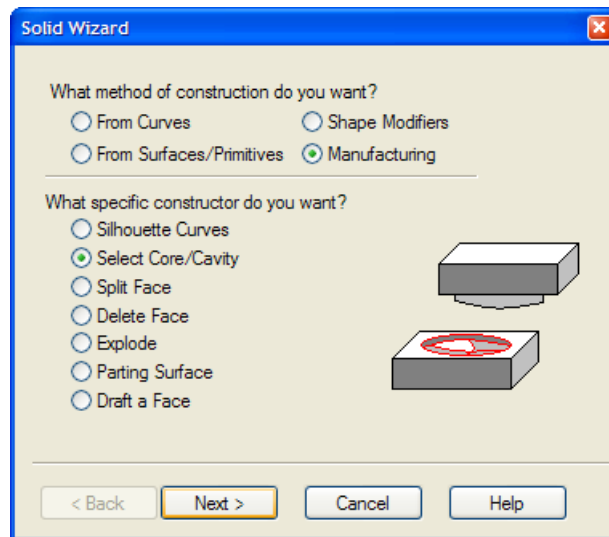 Solid Wizard
What method of construction do you want?
From Curves
Shape Modifiers
From Surfaces/Primitives
Manufacturing
What specific constructor do you want?
Silhouette Curves
Select Core/Cavity
Split Face
Delete Face
Explode
Parting Surface
Draft a Face
< Back
Next >
Cancel
Help